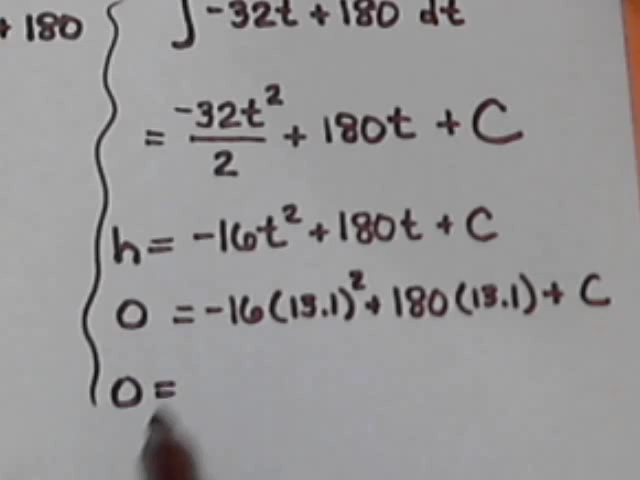 + 180
∫ -32t + 180 dt
= -32t²/2 + 180t + C
h = -16t² + 180t + C
0 = -16(13.1)² + 180(13.1) + C
0 =